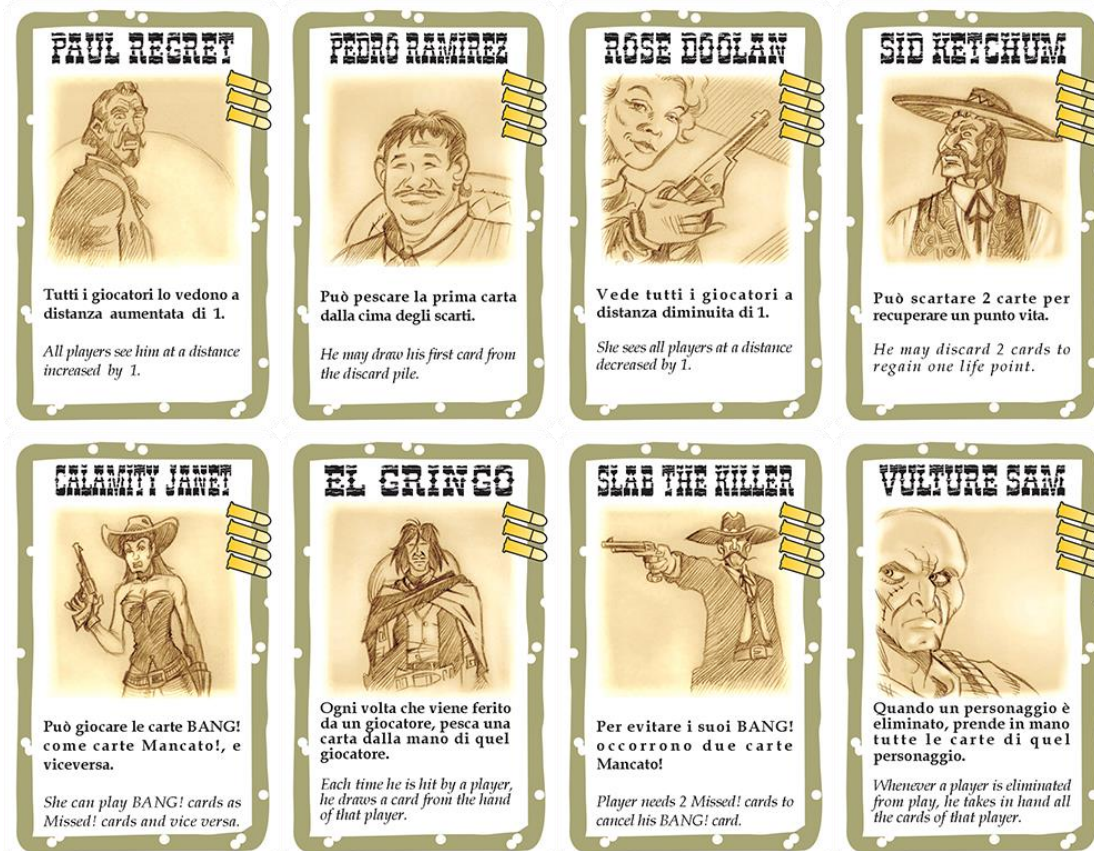 PAUL REGRET
Tutti i giocatori lo vedono a
distanza aumentata di 1.
All players see him at a distance
increased by 1.
PEDRO RAMIREZ
Può pescare la prima carta
dalla cima degli scarti.
He may draw his first card from
the discard pile.
ROSE DOOLAN
Vede tutti i giocatori a
distanza diminuita di 1.
She sees all players at a distance
decreased by 1.
SID KETCHUM
Può scartare 2 carte per
recuperare un punto vita.
He may discard 2 cards to
regain one life point.
CALAMITY JANET
Può giocare le carte BANG!
come carte Mancato!, e
viceversa.
She can play BANG! cards as
Missed! cards and vice versa.
EL GRINGO
Ogni volta che viene ferito
da un giocatore, pesca una
carta dalla mano di quel
giocatore.
Each time he is hit by a player,
he draws a card from the hand
of that player.
SLAB THE KILLER
Per evitare i suoi BANG!
occorrono due carte
Mancato!
Player needs 2 Missed! cards to
cancel his BANG! card.
VULTURE SAM
Quando un personaggio è
eliminato, prende in mano
tutte le carte di quel
personaggio.
Whenever a player is eliminated
from play, he takes in hand all
the cards of that player.